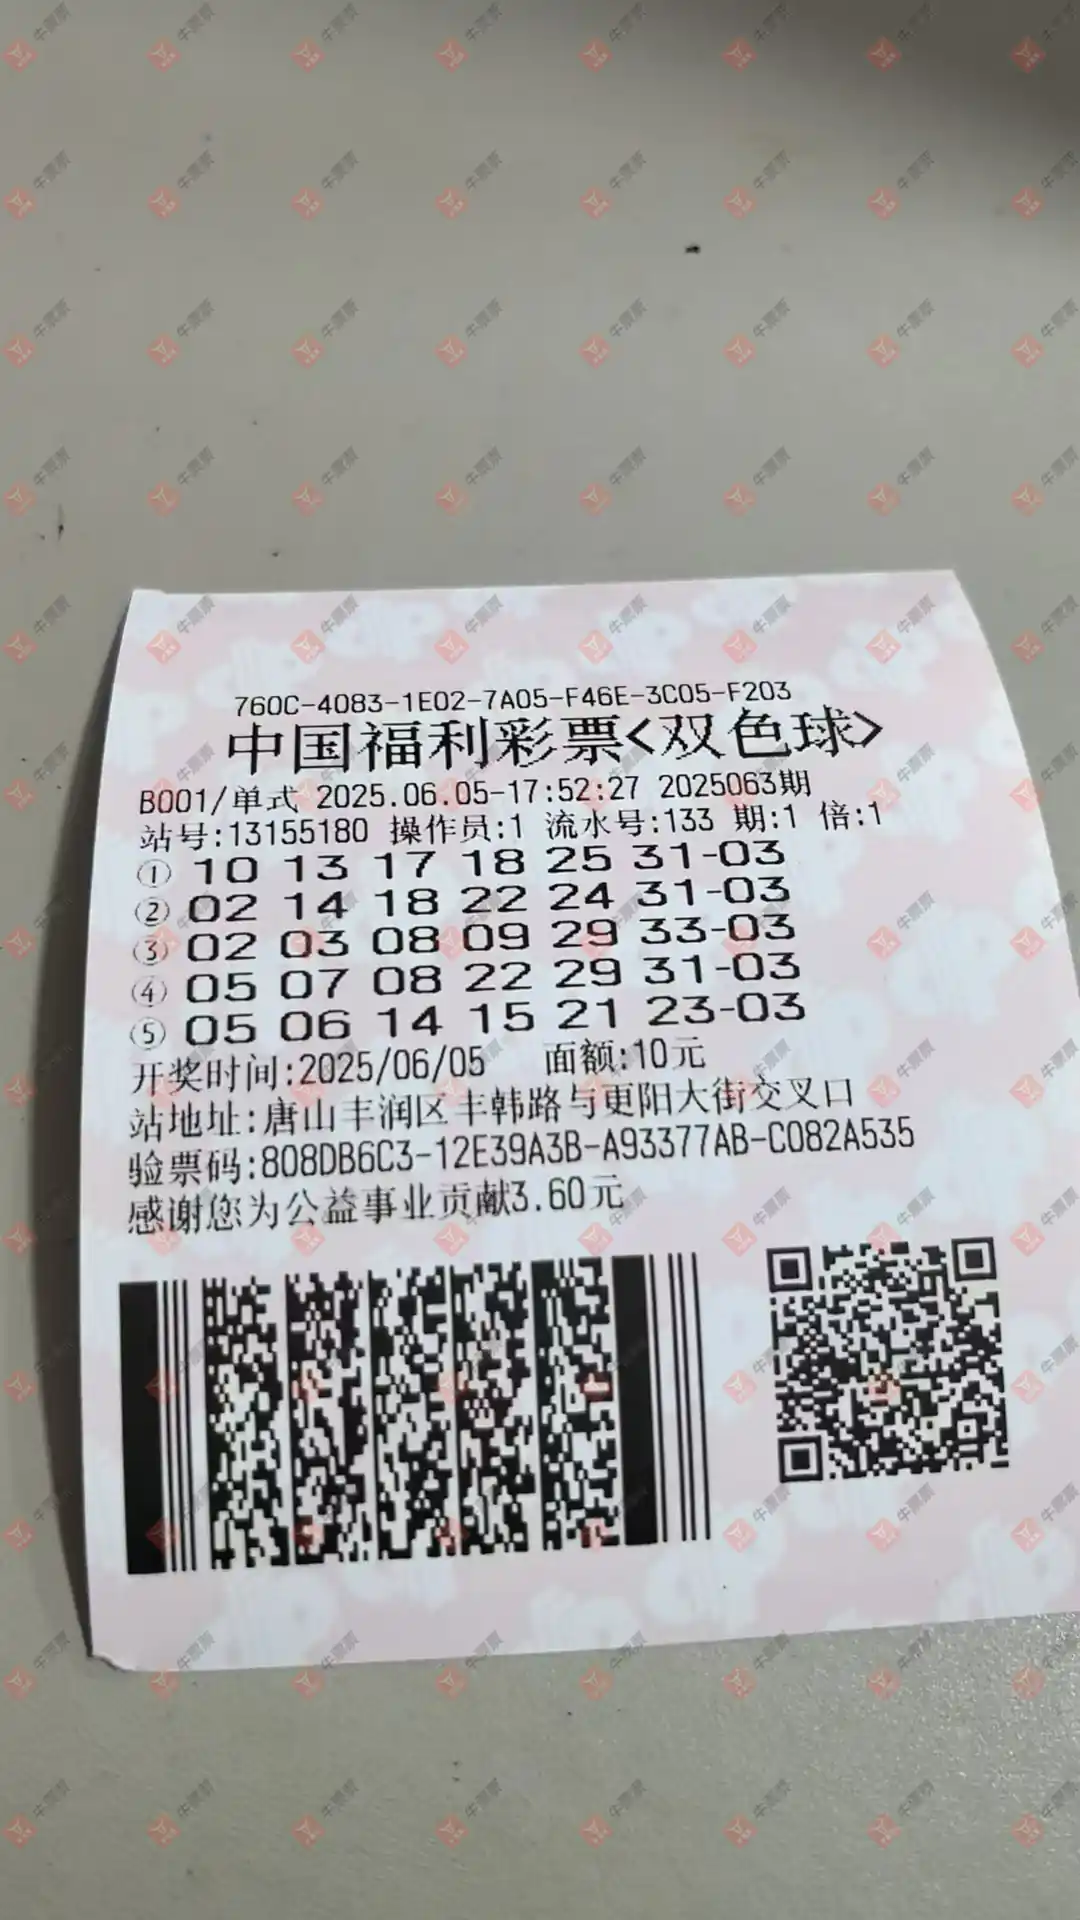 760C-4083-1E02-7A05-F46E-3C05-F203
中国福利彩票<双色球>
B001/单式 2025.06.05-17:52:27 2025063期
站号:13155180 操作员:1 流水号:133 期:1 倍:1
① 10 13 17 18 25 31-03
② 02 14 18 22 24 31-03
③ 02 03 08 09 29 33-03
④ 05 07 08 22 29 31-03
⑤ 05 06 14 15 21 23-03
开奖时间:2025/06/05 面额:10元
站地址:唐山丰润区丰韩路与更阳大街交叉口
验票码:808DB6C3-12E39A3B-A93377AB-C082A535
感谢您为公益事业贡献3.60元
牛票票